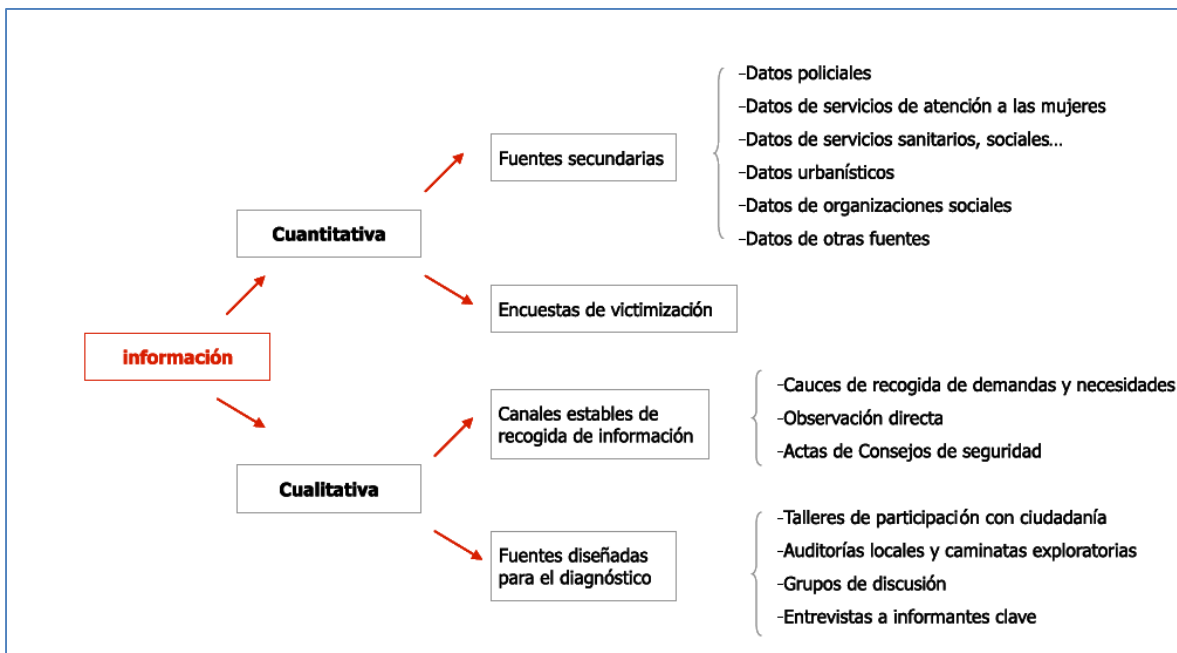 información
Cuantitativa
Fuentes secundarias
-Datos policiales
-Datos de servicios de atención a las mujeres
-Datos de servicios sanitarios, sociales...
-Datos urbanísticos
-Datos de organizaciones sociales
-Datos de otras fuentes
Encuestas de victimización
Cualitativa
Canales estables de
recogida de información
-Cauces de recogida de demandas y necesidades
-Observación directa
-Actas de Consejos de seguridad
Fuentes diseñadas
para el diagnóstico
-Talleres de participación con ciudadanía
-Auditorías locales y caminatas exploratorias
-Grupos de discusión
-Entrevistas a informantes clave